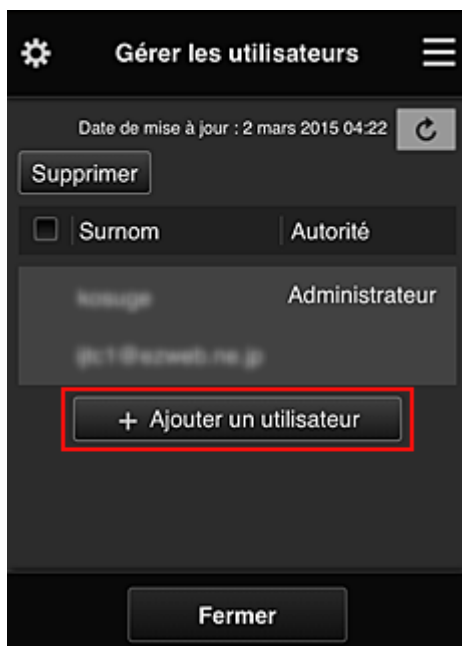 Gérer les utilisateurs
Date de mise à jour : 2 mars 2015 04:22
Supprimer
Surnom Autorité
Administrateur
+ Ajouter un utilisateur
Fermer